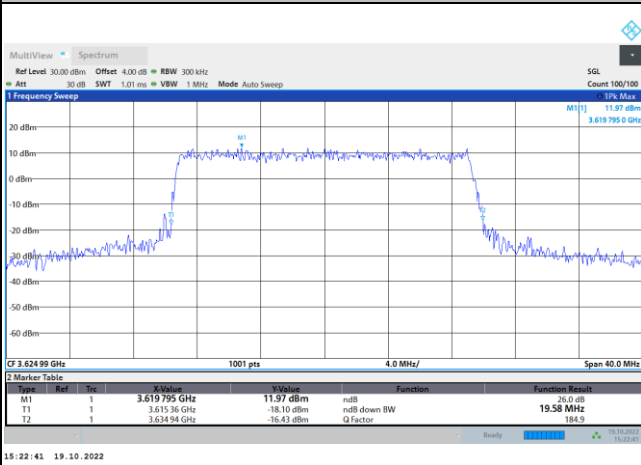 MultiView Spectrum
Ref Level 30.00 dBm Offset 4.00 dB RBW 300 kHz SGL
Att 30 dB SWT 1.01 ms VBW 1 MHz Mode Auto Sweep Count 100/100
1 Frequency Sweep 1Pk Max
M1[1] 11.97 dBm
3.619 795 0 GHz
20 dBm
M1
10 dBm
0 dBm
-10 dBm
T1 T2
-20 dBm
-30 dBm
-40 dBm
-50 dBm
-60 dBm
CF 3.624 99 GHz 1001 pts 4.0 MHz/ Span 40.0 MHz
2 Marker Table
Type Ref Trc X-Value Y-Value Function Function Result
M1 1 3.619 795 GHz 11.97 dBm ndB 26.0 dB
T1 1 3.615 36 GHz -18.10 dBm ndB down BW 19.58 MHz
T2 1 3.634 94 GHz -16.43 dBm Q Factor 184.9
Ready 19.10.2022
15:22:41
15:22:41 19.10.2022